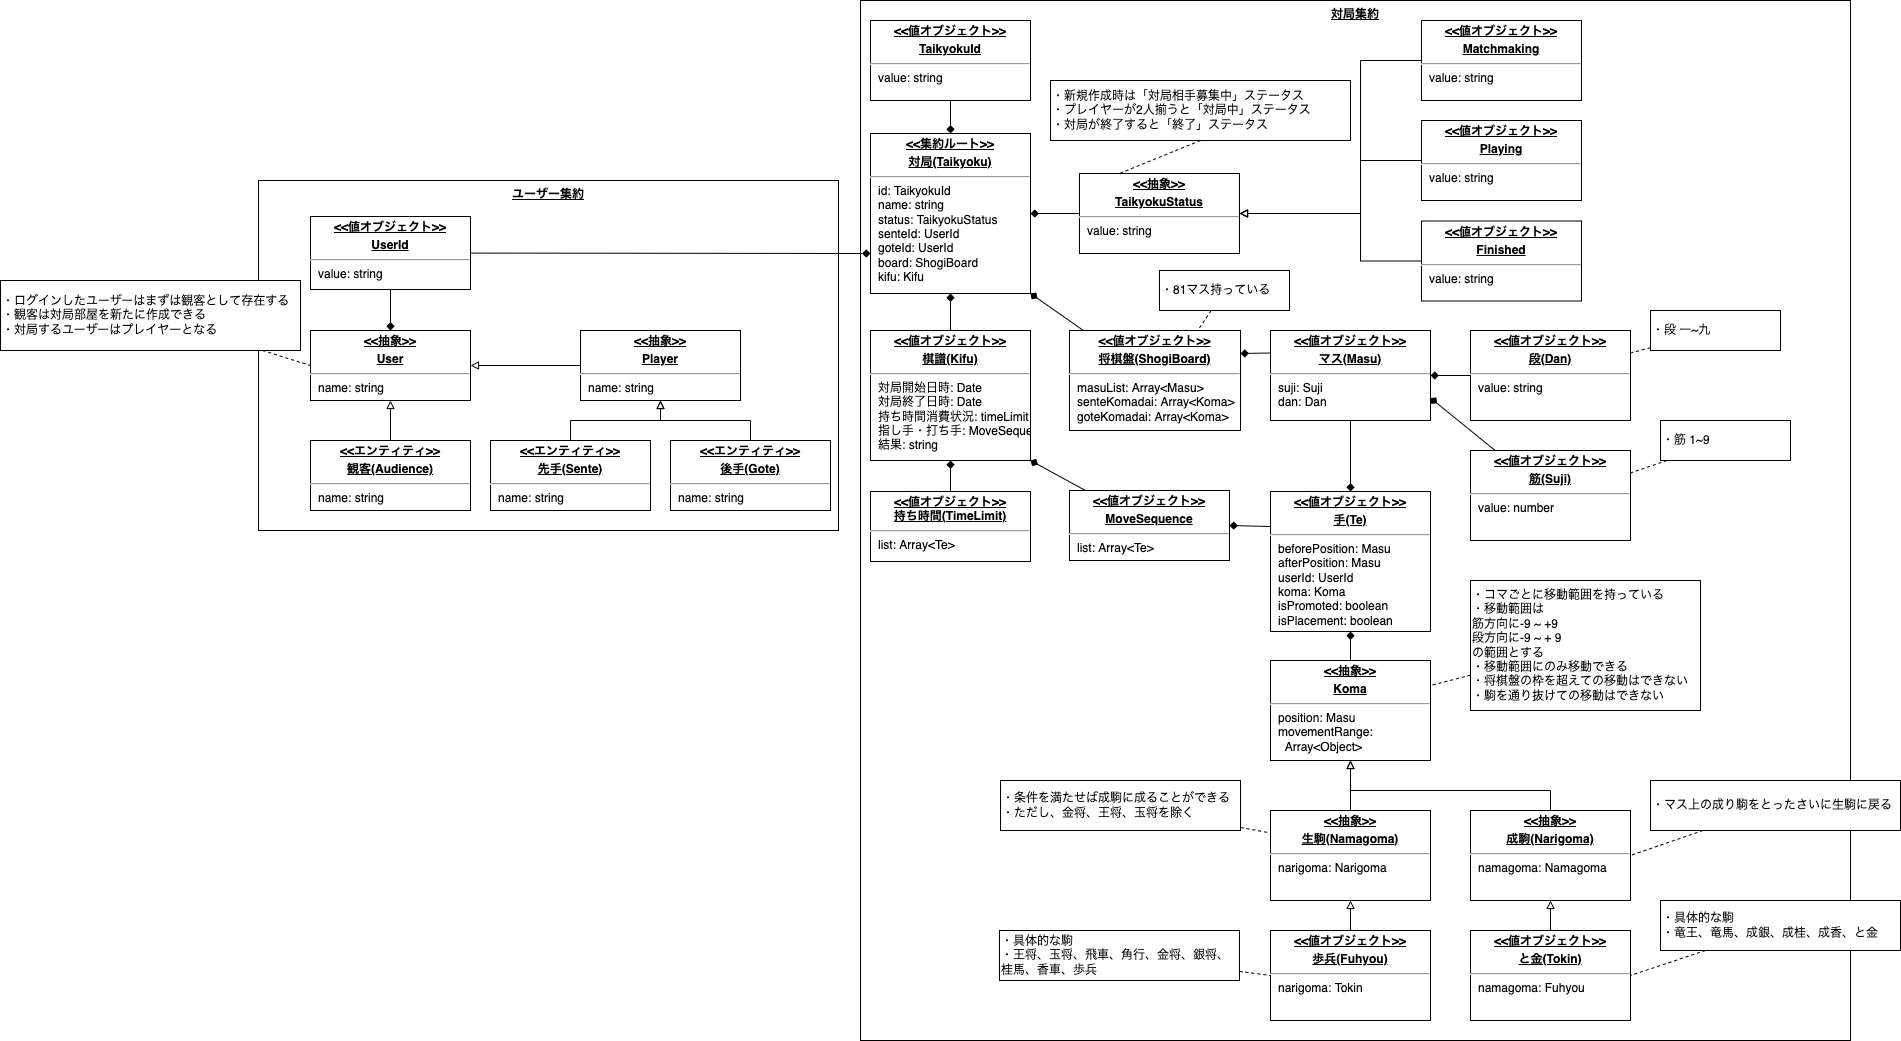 対局集約
<<値オブジェクト>>
TaikyokuId
value: string
<<値オブジェクト>>
Matchmaking
value: string
・新規作成時は「対局相手募集中」ステータス
・プレイヤーが2人揃うと「対局中」ステータス
・対局が終了すると「終了」ステータス
<<集約ルート>>
対局(Taikyoku)
id: TaikyokuId
name: string
status: TaikyokuStatus
senteId: UserId
goteId: UserId
board: ShogiBoard
kifu: Kifu
<<抽象>>
TaikyokuStatus
value: string
<<値オブジェクト>>
Playing
value: string
<<値オブジェクト>>
Finished
value: string
ユーザー集約
<<値オブジェクト>>
UserId
value: string
・ログインしたユーザーはまずは観客として存在する
・観客は対局部屋を新たに作成できる
・対局するユーザーはプレイヤーとなる
<<抽象>>
User
name: string
<<抽象>>
Player
name: string
<<エンティティ>>
観客(Audience)
name: string
<<エンティティ>>
先手(Sente)
name: string
<<エンティティ>>
後手(Gote)
name: string
・81マス持っている
<<値オブジェクト>>
棋譜(Kifu)
対局開始日時: Date
対局終了日時: Date
持ち時間消費状況: timeLimit
指し手・打ち手: MoveSeque
結果: string
<<値オブジェクト>>
将棋盤(ShogiBoard)
masuList: Array<Masu>
senteKomadai: Array<Koma>
goteKomadai: Array<Koma>
<<値オブジェクト>>
マス(Masu)
suji: Suji
dan: Dan
<<値オブジェクト>>
段(Dan)
value: string
・段 一~九
・筋 1~9
<<値オブジェクト>>
筋(Suji)
value: number
<<値オブジェクト>>
持ち時間(TimeLimit)
list: Array<Te>
<<値オブジェクト>>
MoveSequence
list: Array<Te>
<<値オブジェクト>>
手(Te)
beforePosition: Masu
afterPosition: Masu
userId: UserId
koma: Koma
isPromoted: boolean
isPlacement: boolean
・コマごとに移動範囲を持っている
・移動範囲は
筋方向に-9 ~ +9
段方向に-9 ~ + 9
の範囲とする
・移動範囲にのみ移動できる
・将棋盤の枠を超えての移動はできない
・駒を通り抜けての移動はできない
<<抽象>>
Koma
position: Masu
movementRange:
Array<Object>
・条件を満たせば成駒に成ることができる
・ただし、金将、王将、玉将を除く
<<抽象>>
生駒(Namagoma)
narigoma: Narigoma
<<抽象>>
成駒(Narigoma)
namagoma: Namagoma
・マス上の成り駒をとったさいに生駒に戻る
・具体的な駒
・王将、玉将、飛車、角行、金将、銀将、
桂馬、香車、歩兵
<<値オブジェクト>>
歩兵(Fuhyou)
narigoma: Tokin
<<値オブジェクト>>
と金(Tokin)
namagoma: Fuhyou
・具体的な駒
・竜王、竜馬、成銀、成桂、成香、と金